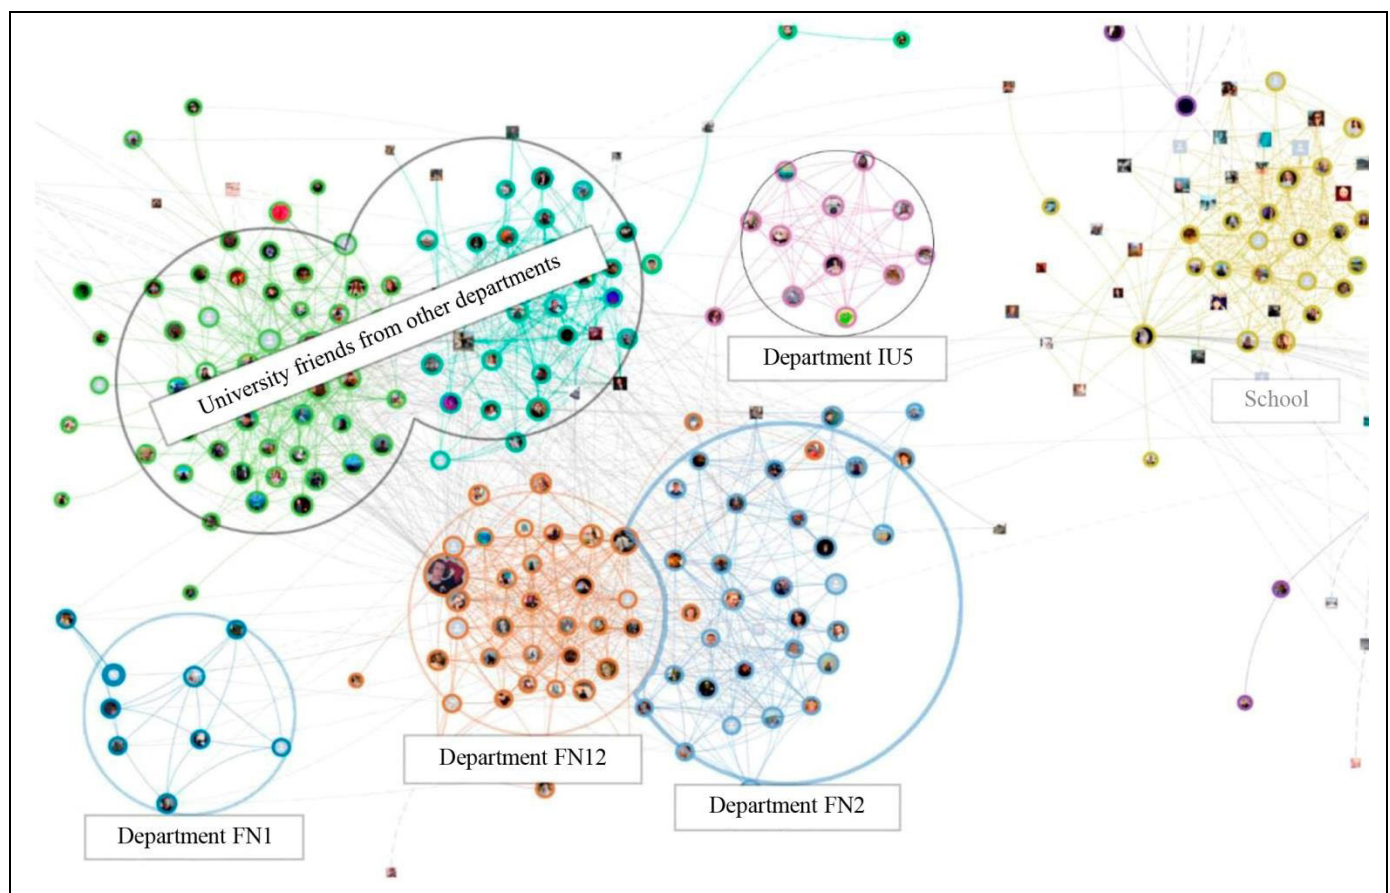 University friends from other departments
Department IU5
School
Department FN12
Department FN2
Department FN1